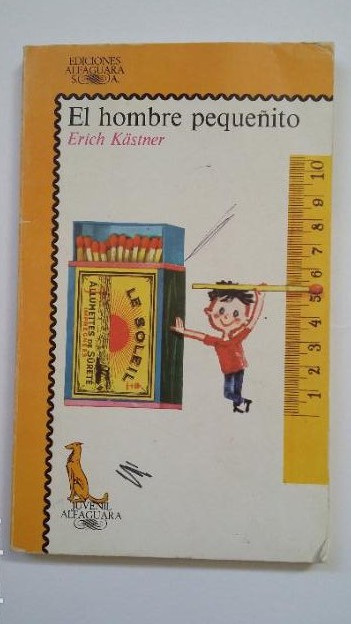 EDICIONES
ALFAGUARA
S. A.
El hombre pequeñito
Erich Kästner
LE SOLEIL
ALLUMETTES DE SÛRETÉ
10
9
8
7
6
5
4
3
2
1
JUVENIL
ALFAGUARA